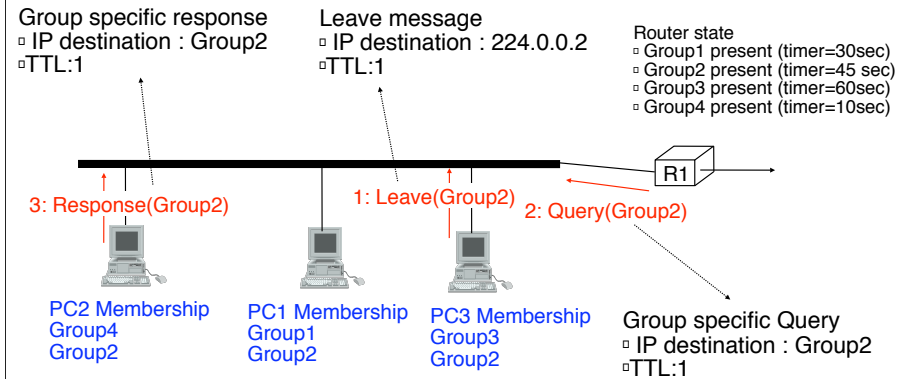 Group specific response
▫ IP destination : Group2
▫TTL:1
Leave message
▫ IP destination : 224.0.0.2
▫TTL:1
Router state
▫ Group1 present (timer=30sec)
▫ Group2 present (timer=45 sec)
▫ Group3 present (timer=60sec)
▫ Group4 present (timer=10sec)
R1
3: Response(Group2)
1: Leave(Group2)
2: Query(Group2)
PC2 Membership
Group4
Group2
PC1 Membership
Group1
Group2
PC3 Membership
Group3
Group2
Group specific Query
▫ IP destination : Group2
▫TTL:1